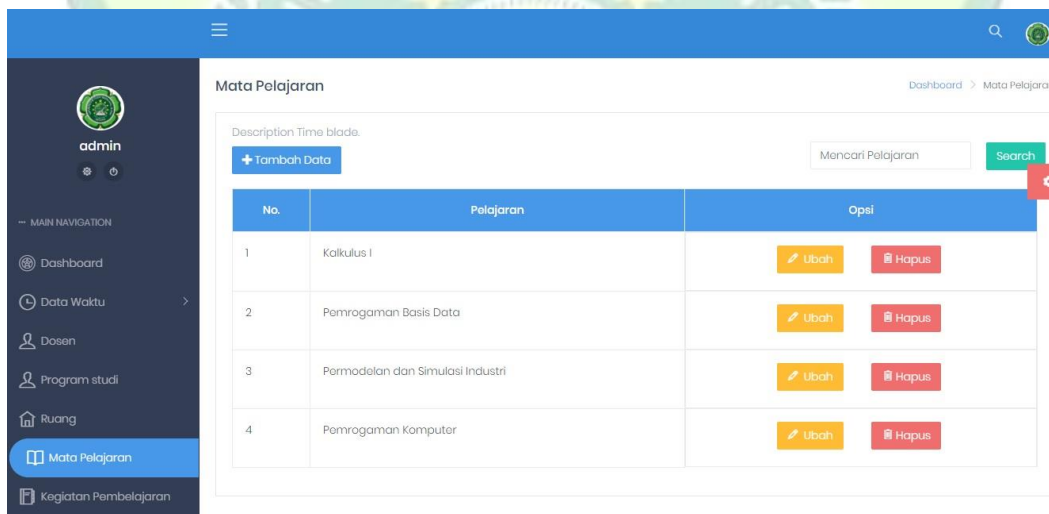 Mata Pelajaran
Dashboard > Mata Pelajara
admin
MAIN NAVIGATION
Dashboard
Data Waktu
Dosen
Program studi
Ruang
Mata Pelajaran
Kegiatan Pembelajaran
Description Time blade.
+Tambah Data
Mencari Pelajaran
Search
No. Pelajaran Opsi
1 Kalkulus I Ubah Hapus
2 Pemrogaman Basis Data Ubah Hapus
3 Permodelan dan Simulasi Industri Ubah Hapus
4 Pemrogaman Komputer Ubah Hapus